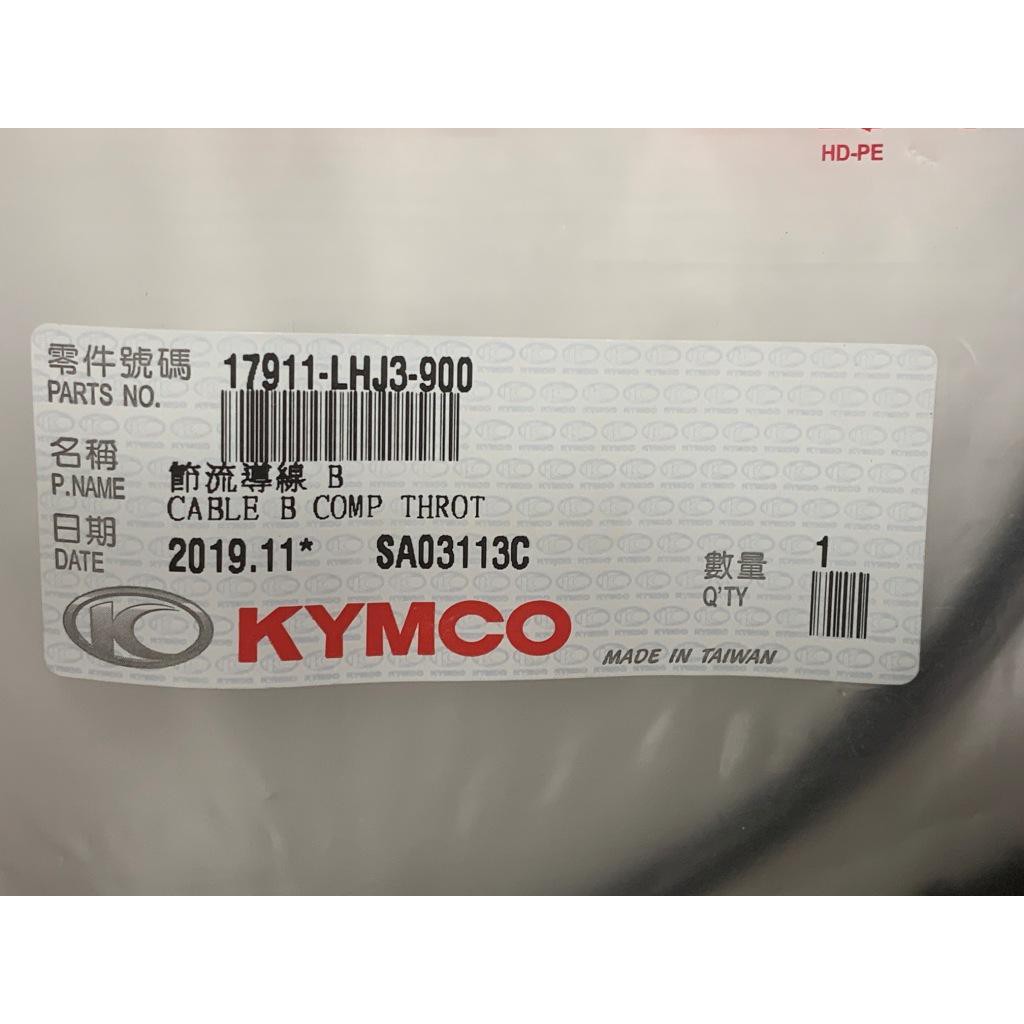 HD-PE
零件號碼 17911-LHJ3-900
PARTS NO.
名稱 節流導線 B
P.NAME CABLE B COMP THROT
日期
DATE 2019.11* SA03113C
數量 1
Q'TY
KYMCO
MADE IN TAIWAN